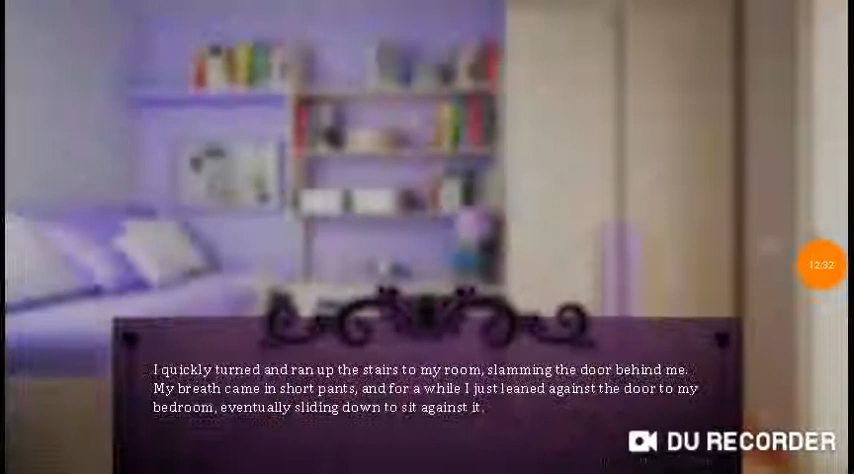 12:32
I quickly turned and ran up the stairs to my room, slamming the door behind me.
My breath came in short pants, and for a while I just leaned against the door to my
bedroom, eventually sliding down to sit against it.
DU RECORDER